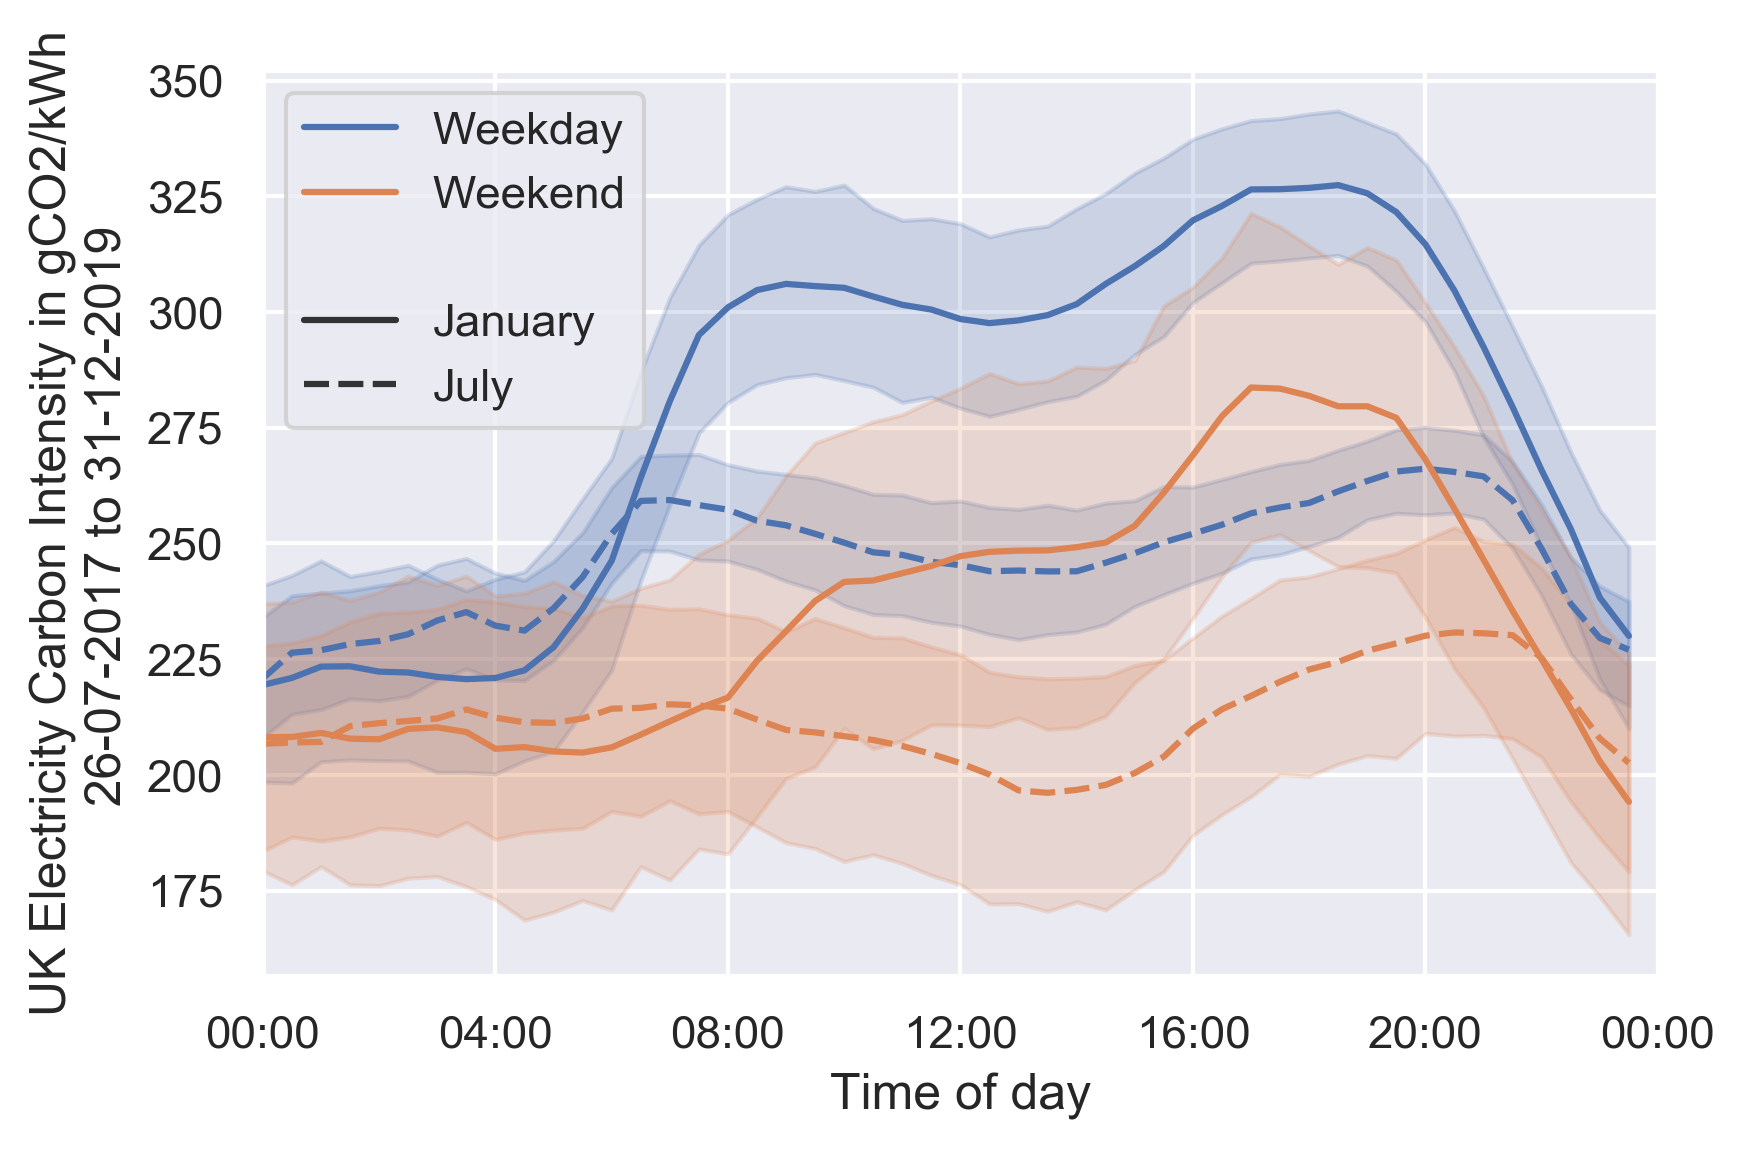 UK Electricity Carbon Intensity in gCO2/kWh
26-07-2017 to 31-12-2019
350
325
300
275
250
225
200
175
Weekday
Weekend
January
July
00:00 04:00 08:00 12:00 16:00 20:00 00:00
Time of day